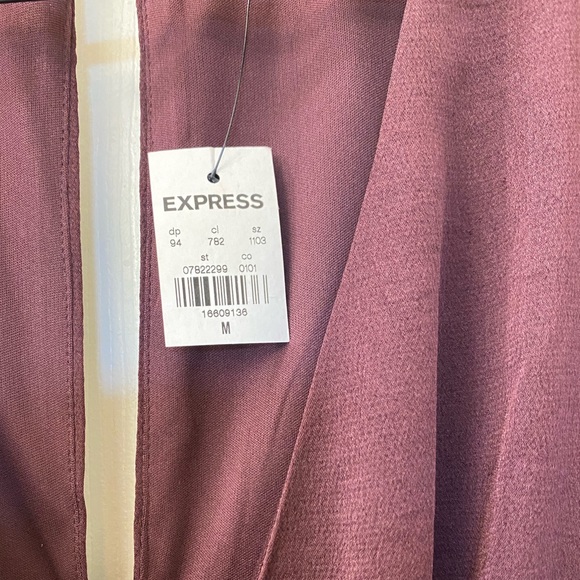 EXPRESS
dp cl sz
94 782 1103
st co
07822299 0101
16609136
M